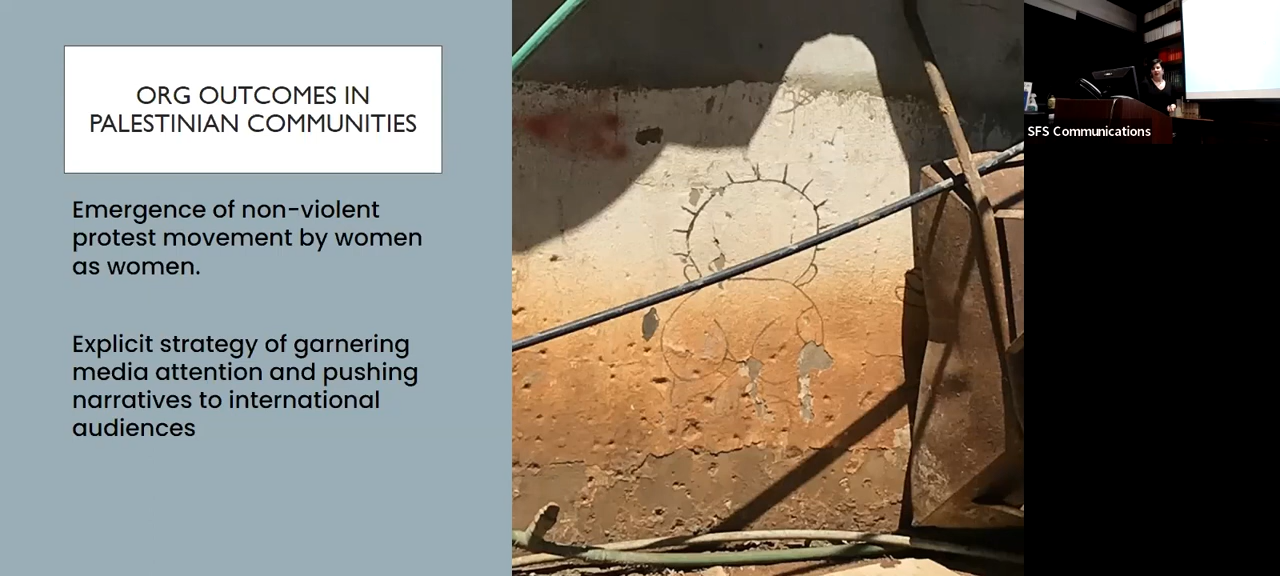 ORG OUTCOMES IN
PALESTINIAN COMMUNITIES
Emergence of non-violent
protest movement by women
as women.
Explicit strategy of garnering
media attention and pushing
narratives to international
audiences
SFS Communications